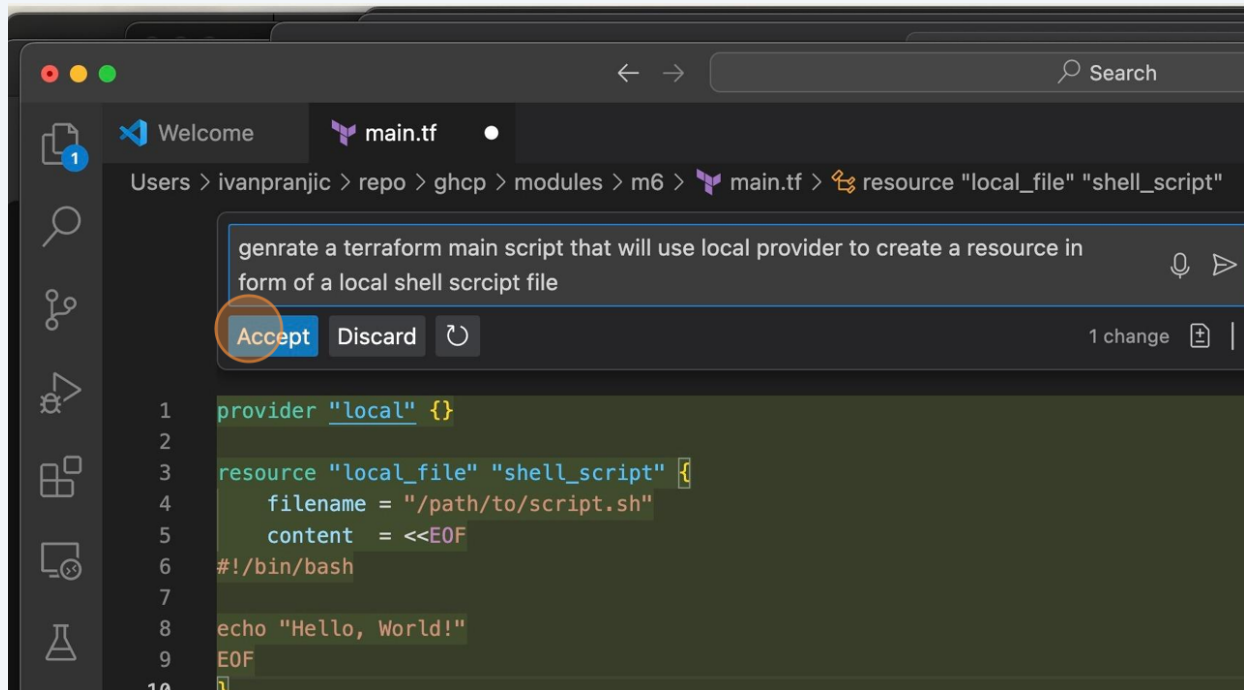 Search
Welcome
main.tf
1
Users > ivanpranjic > repo > ghcp > modules > m6 > main.tf > resource "local_file" "shell_script"
genrate a terraform main script that will use local provider to create a resource in
form of a local shell scrcipt file
Accept Discard
1 change
1 provider "local" {}
2
3 resource "local_file" "shell_script" {
4     filename = "/path/to/script.sh"
5     content  = <<EOF
6 #!/bin/bash
7
8 echo "Hello, World!"
9 EOF
10 }